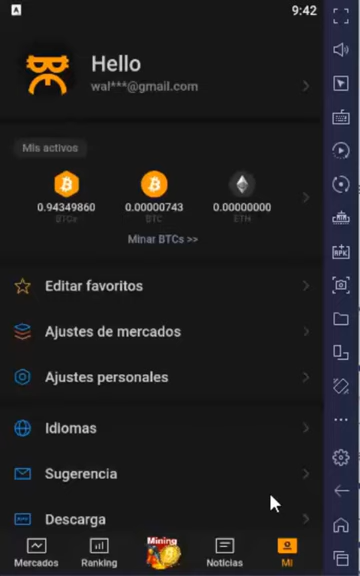 A
9:42
Hello
wal***@gmail.com
Mis activos
0.94349860 0.00000743 0.00000000
BTCs BTC ETH
Minar BTCs >>
Editar favoritos
Ajustes de mercados
Ajustes personales
Idiomas
Sugerencia
Descarga
Mining
Mercados Ranking Noticias Mi